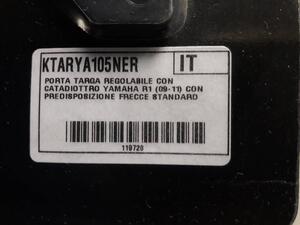 KTARYA105NER IT
PORTA TARGA REGOLABILE CON
CATADIOTTRO YAMAHA R1 (09-11) CON
PREDISPOSIZIONE FRECCE STANDARD
119720